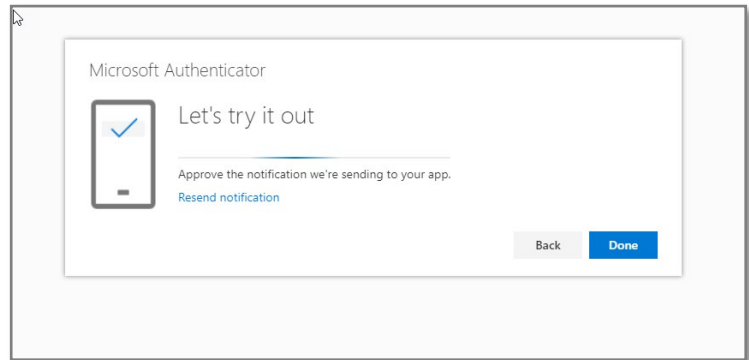 Microsoft Authenticator
Let's try it out
Approve the notification we're sending to your app.
Resend notification
Back
Done